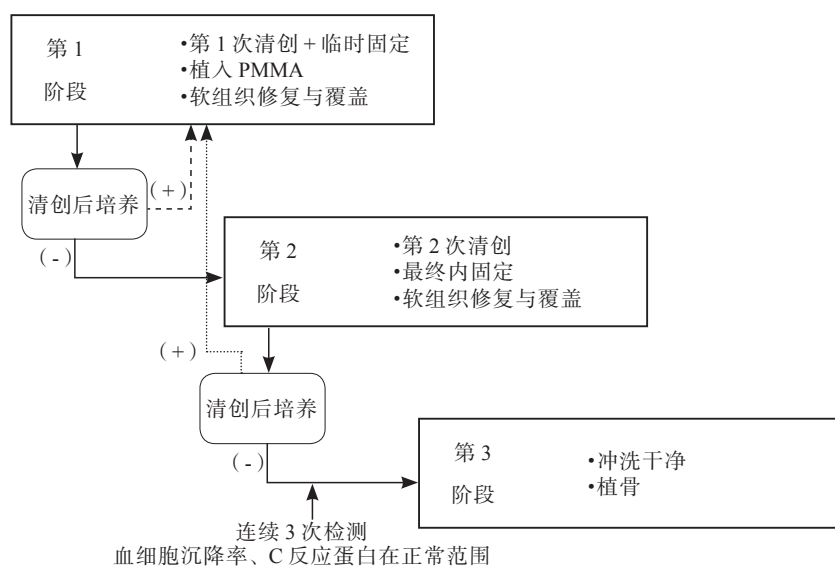 第 1
阶段
•第 1 次清创 + 临时固定
•植入 PMMA
•软组织修复与覆盖
清创后培养
(+)
(-)
第 2
阶段
•第 2 次清创
•最终内固定
•软组织修复与覆盖
(+)
清创后培养
(-)
第 3
阶段
•冲洗干净
•植骨
连续 3 次检测
血细胞沉降率、C 反应蛋白在正常范围